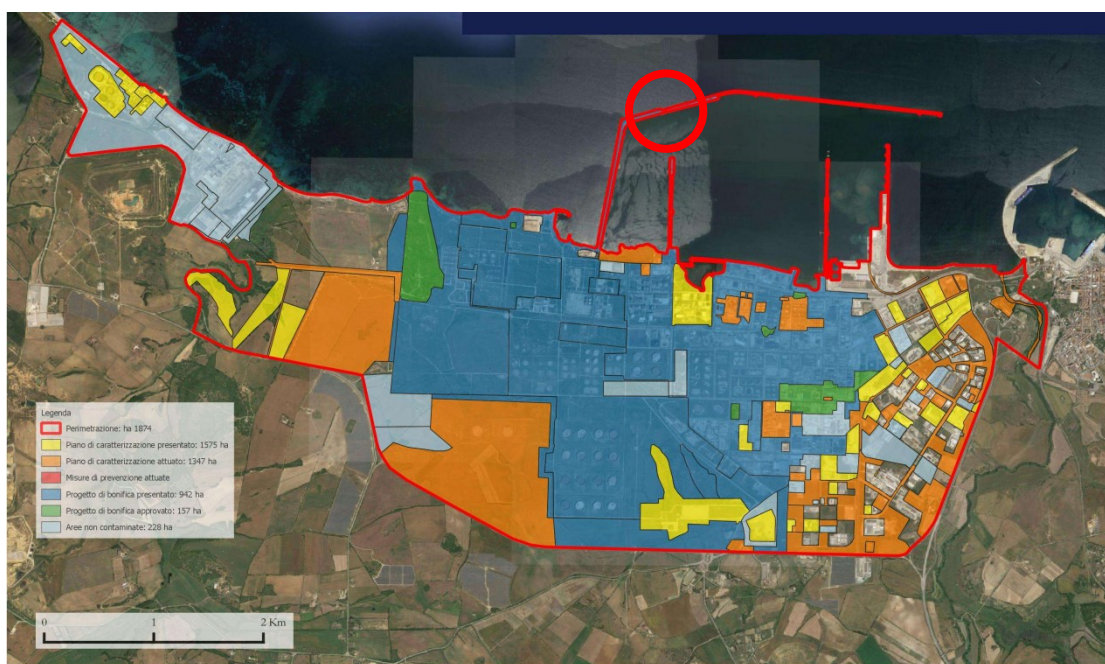 Legenda
Perimetrazione: ha 1874
Piano di caratterizzazione presentato: 1575 ha
Piano di caratterizzazione attuato: 1347 ha
Misure di prevenzione attuate
Progetto di bonifica presentato: 942 ha
Progetto di bonifica approvato: 157 ha
Aree non contaminate: 228 ha
0 1 2 Km